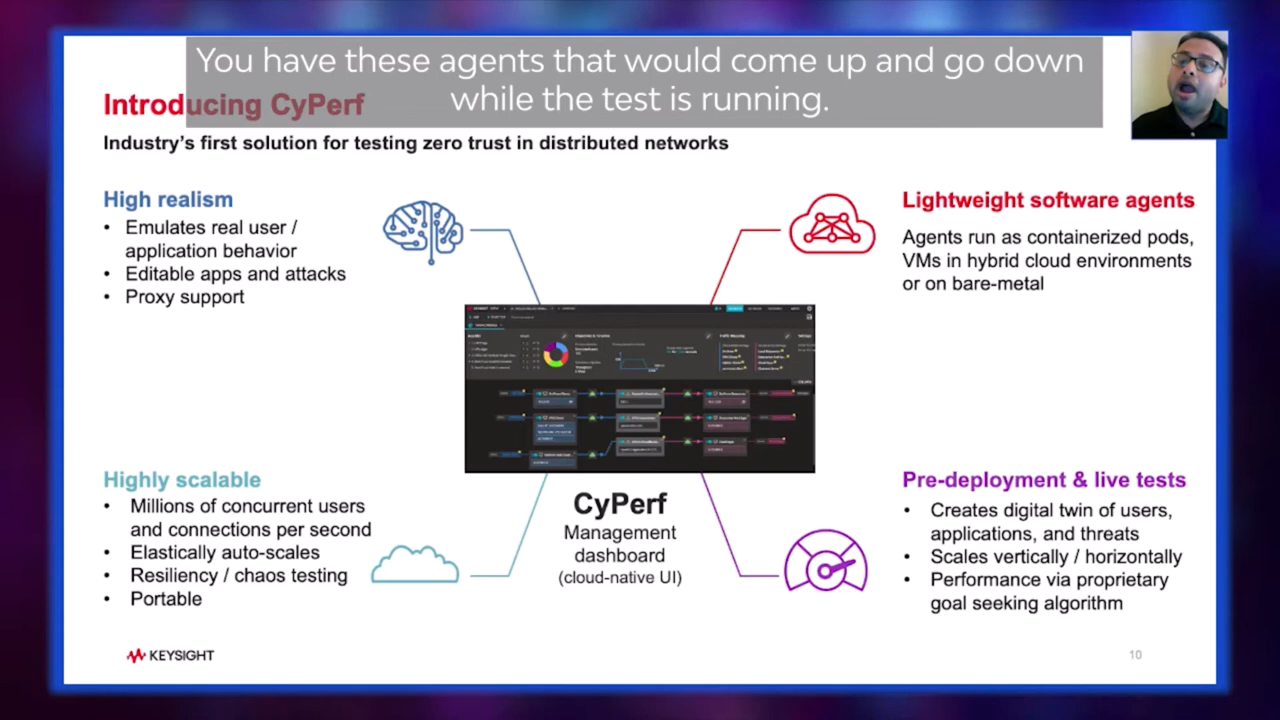 You have these agents that would come up and go down
while the test is running.
Introducing CyPerf
Industry's first solution for testing zero trust in distributed networks
High realism
• Emulates real user /
application behavior
• Editable apps and attacks
• Proxy support
Lightweight software agents
Agents run as containerized pods,
VMs in hybrid cloud environments
or on bare-metal
Highly scalable
• Millions of concurrent users
and connections per second
• Elastically auto-scales
• Resiliency / chaos testing
• Portable
CyPerf
Management
dashboard
(cloud-native UI)
Pre-deployment & live tests
• Creates digital twin of users,
applications, and threats
• Scales vertically / horizontally
• Performance via proprietary
goal seeking algorithm
KEYSIGHT
10